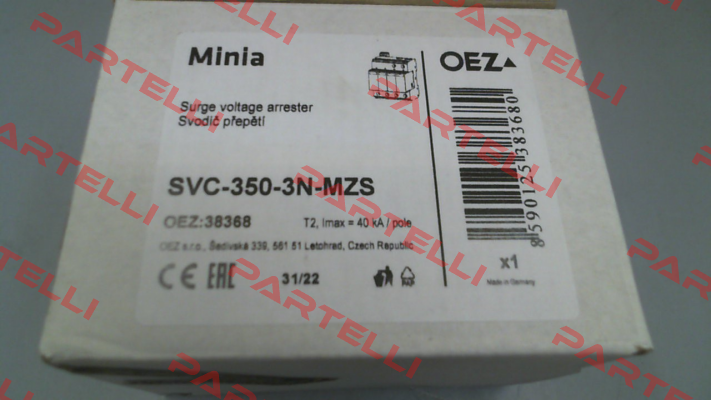 Minia
OEZ
Surge voltage arrester
Svodič přepětí
SVC-350-3N-MZS
OEZ:38368
T2, Imax = 40 kA / pole
OEZ s.r.o., Šedivská 339, 561 51 Letohrad, Czech Republic
CE EAC
31/22
8590125383680
x1
Made in Germany
PARTELLI
PARTELLI
PARTELLI
PARTELLI
PARTELLI
PARTELLI